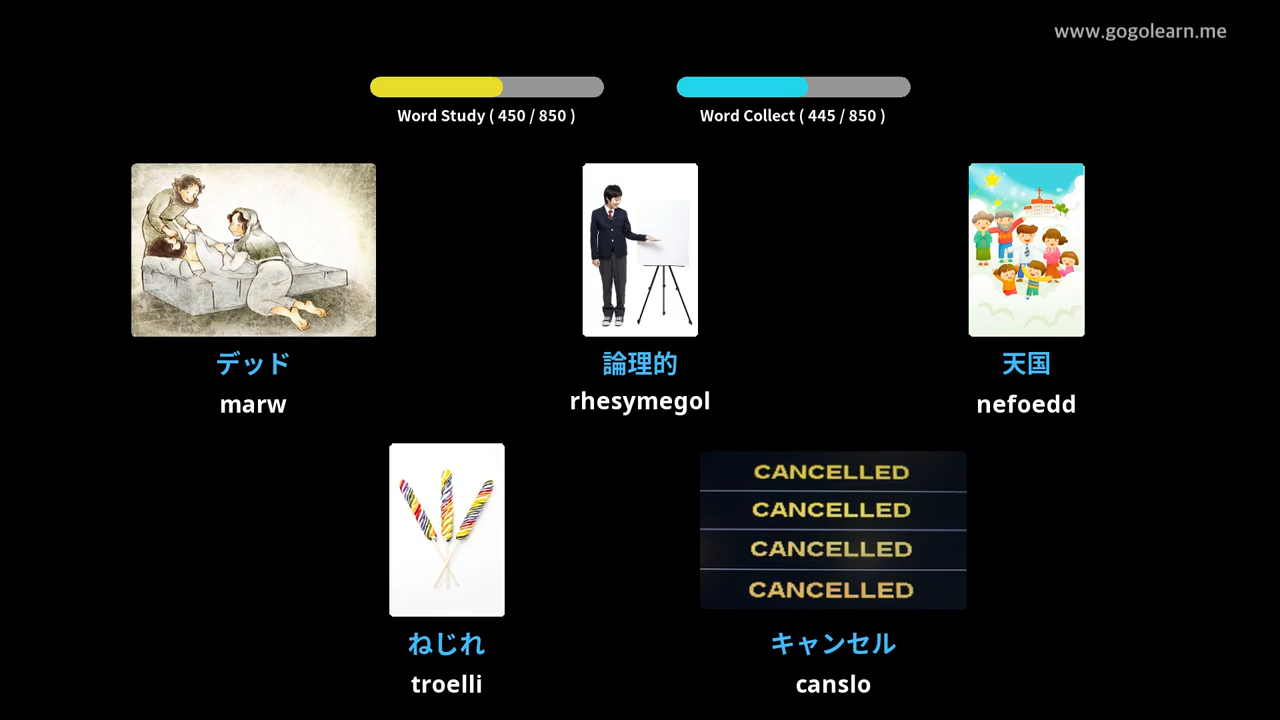 www.gogolearn.me
Word Study ( 450 / 850 )
Word Collect ( 445 / 850 )
デッド
marw
論理的
rhesymegol
天国
nefoedd
CANCELLED
CANCELLED
CANCELLED
CANCELLED
ねじれ
troelli
キャンセル
canslo